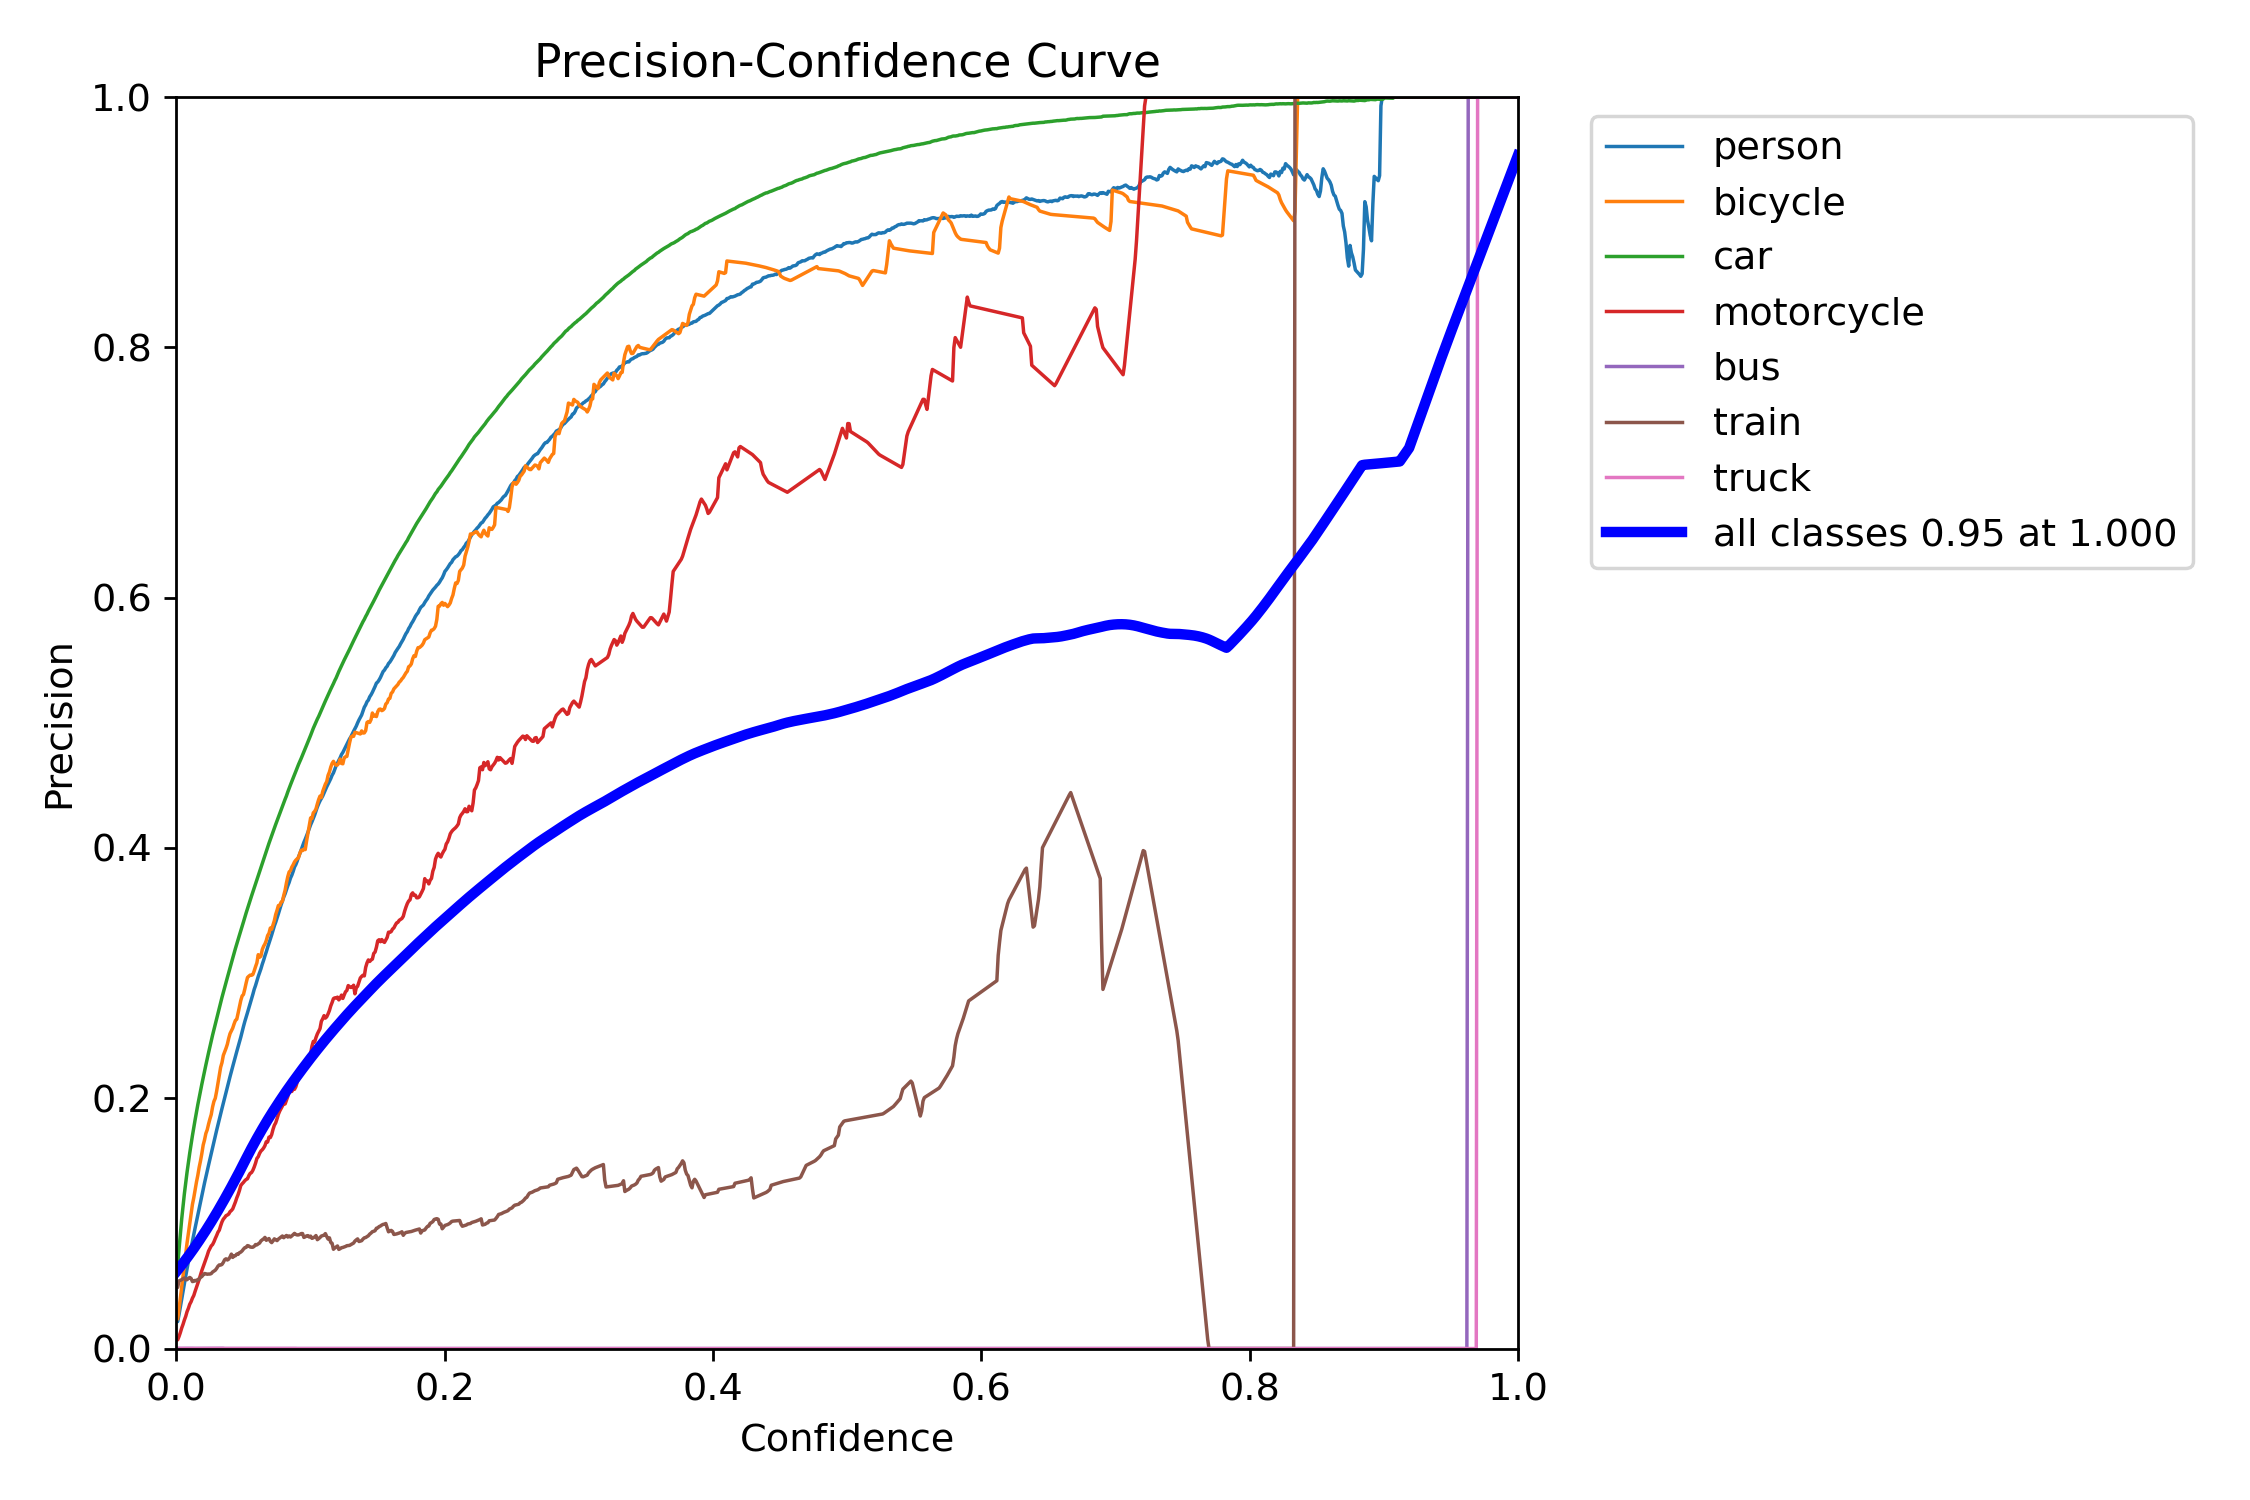 Precision-Confidence Curve
1.0
0.8
0.6
0.4
0.2
0.0
Precision
0.0 0.2 0.4 0.6 0.8 1.0
Confidence
person
bicycle
car
motorcycle
bus
train
truck
all classes 0.95 at 1.000